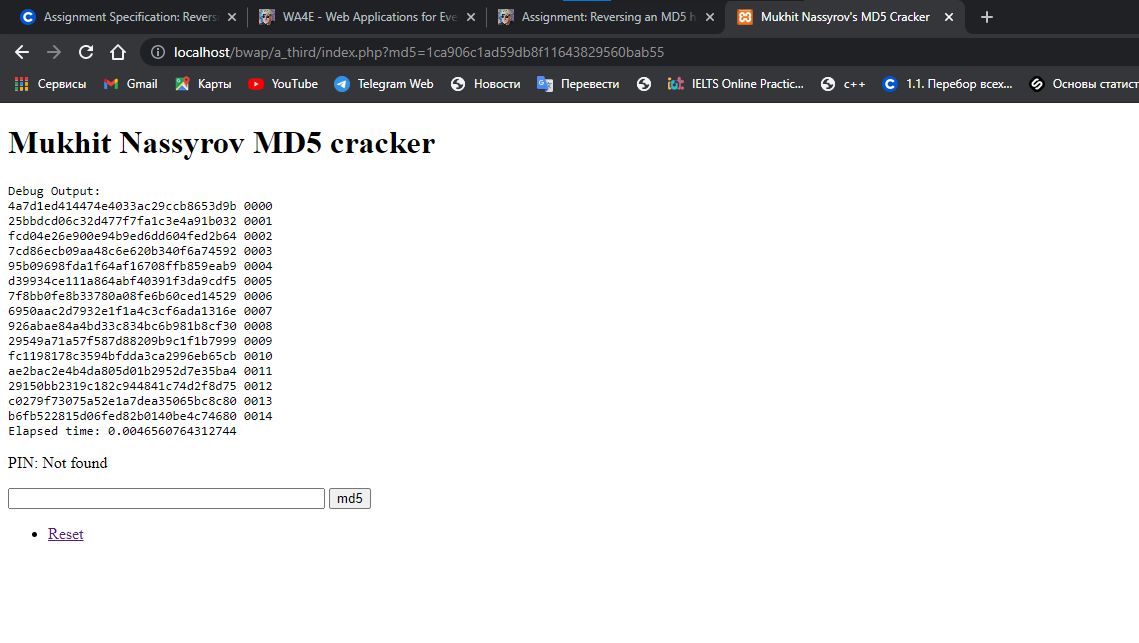 Assignment Specification: Revers
WA4E - Web Applications for Eve
Assignment: Reversing an MD5 h
Mukhit Nassyrov's MD5 Cracker
localhost/bwap/a_third/index.php?md5=1ca906c1ad59db8f11643829560bab55
Сервисы Gmail Карты YouTube Telegram Web Новости Перевести iot IELTS Online Practic... c++ 1.1. Перебор всех... Основы статист
Mukhit Nassyrov MD5 cracker
Debug Output:
4a7d1ed414474e4033ac29ccb8653d9b 0000
25bbdcd06c32d477f7fa1c3e4a91b032 0001
fcd04e26e900e94b9ed6dd604fed2b64 0002
7cd86ecb09aa48c6e620b340f6a74592 0003
95b09698fda1f64af16708ffb859eab9 0004
d39934ce111a864abf40391f3da9cdf5 0005
7f8bb0fe8b33780a08fe6b60ced14529 0006
6950aac2d7932e1f1a4c3cf6ada1316e 0007
926abae84a4bd33c834bc6b981b8cf30 0008
29549a71a57f587d88209b9c1f1b7999 0009
fc1198178c3594bfdda3ca2996eb65cb 0010
ae2bac2e4b4da805d01b2952d7e35ba4 0011
29150bb2319c182c944841c74d2f8d75 0012
c0279f73075a52e1a7dea35065bc8c80 0013
b6fb522815d06fed82b0140be4c74680 0014
Elapsed time: 0.0046560764312744
PIN: Not found
md5
Reset